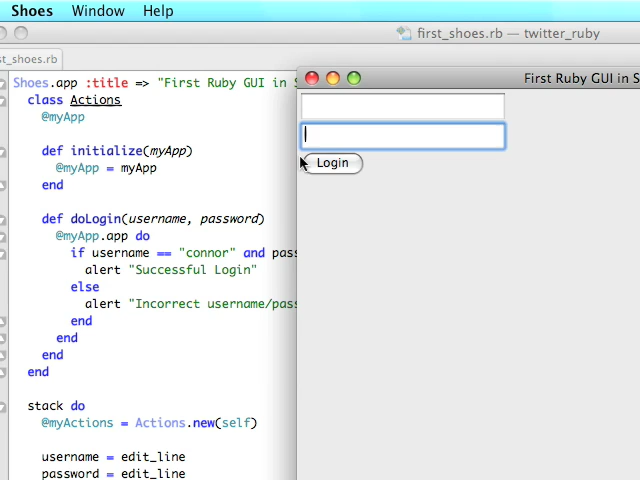 Shoes Window Help
first_shoes.rb — twitter_ruby
st_shoes.rb
First Ruby GUI in S
Shoes.app :title => "First Ruby GUI in S
class Actions
@myApp
def initialize(myApp)
@myApp = myApp
end
def doLogin(username, password)
@myApp.app do
if username == "connor" and pass
alert "Successful Login"
else
alert "Incorrect username/pass
end
end
end
end
stack do
@myActions = Actions.new(self)
username = edit_line
password = edit_line
Login